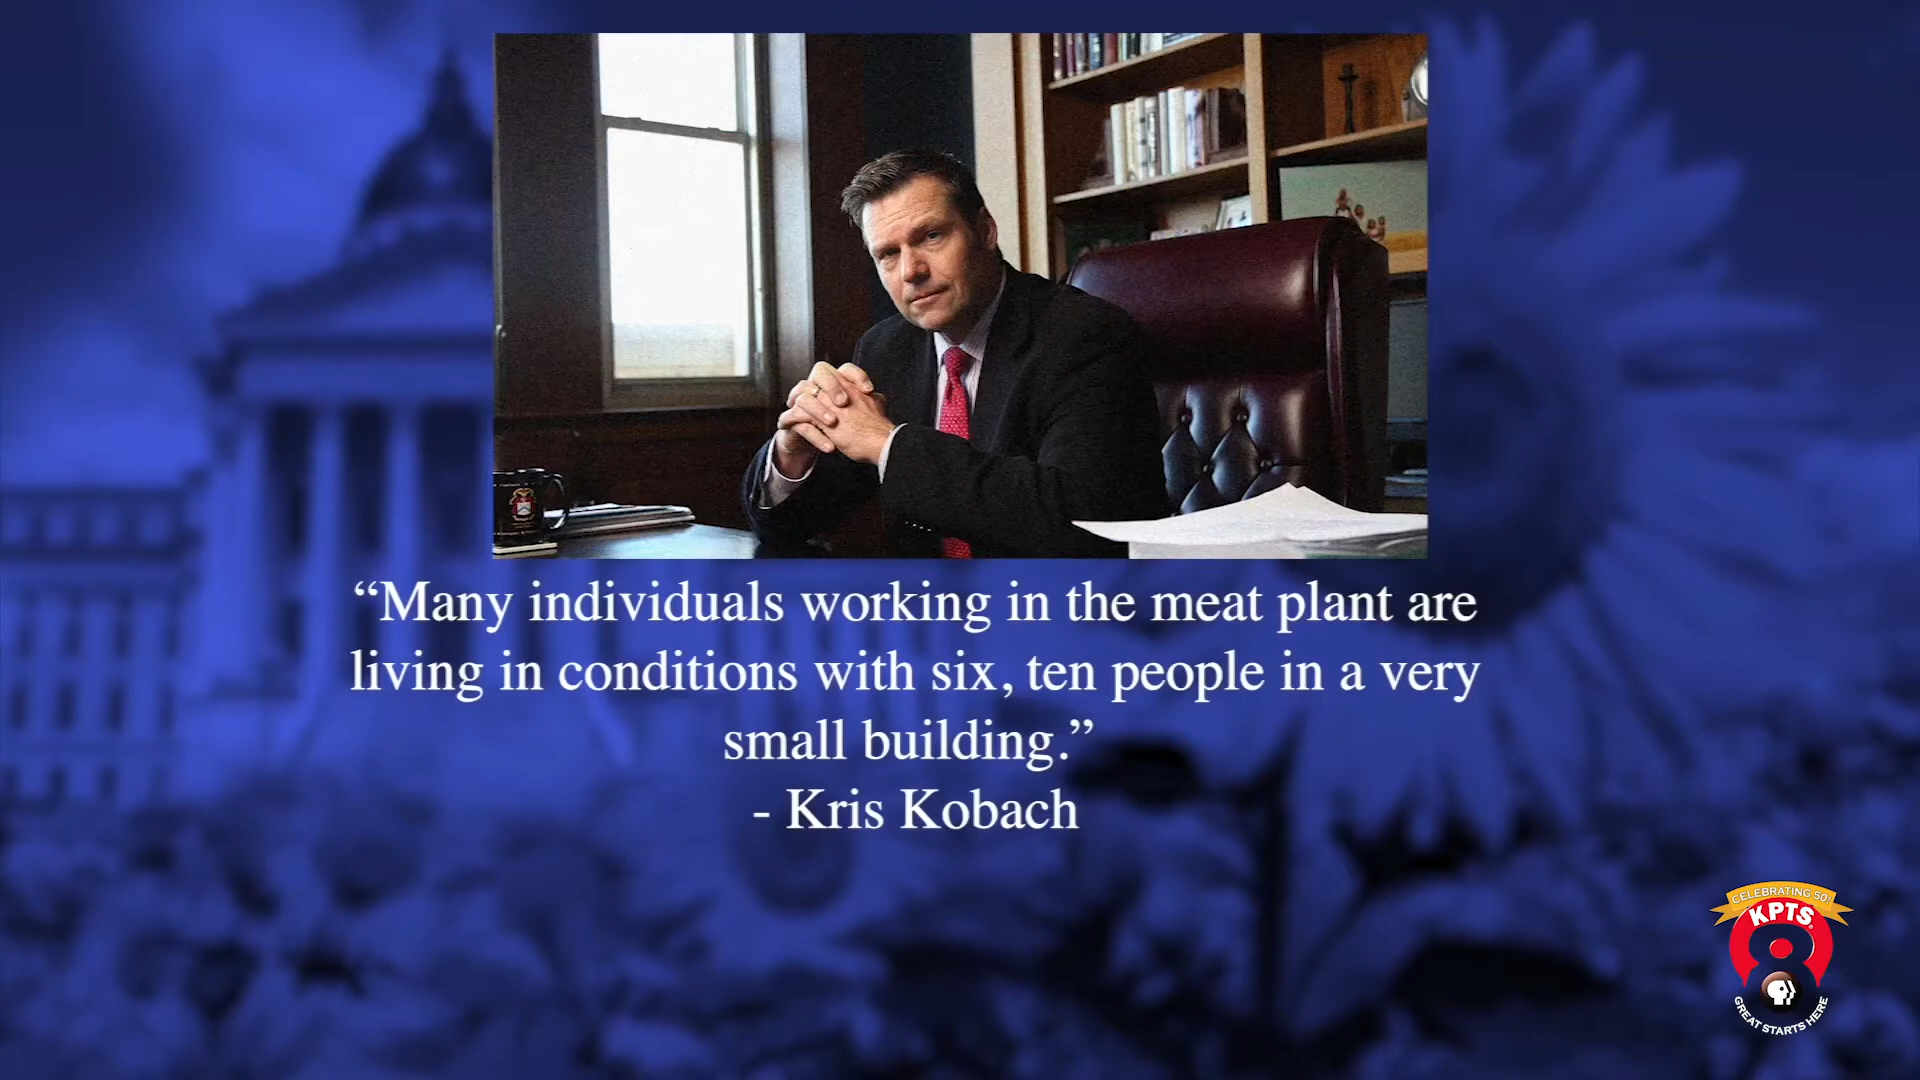 “Many individuals working in the meat plant are
living in conditions with six, ten people in a very
small building.”
- Kris Kobach
CELEBRATING 50!
KPTS
8
GREAT STARTS HERE